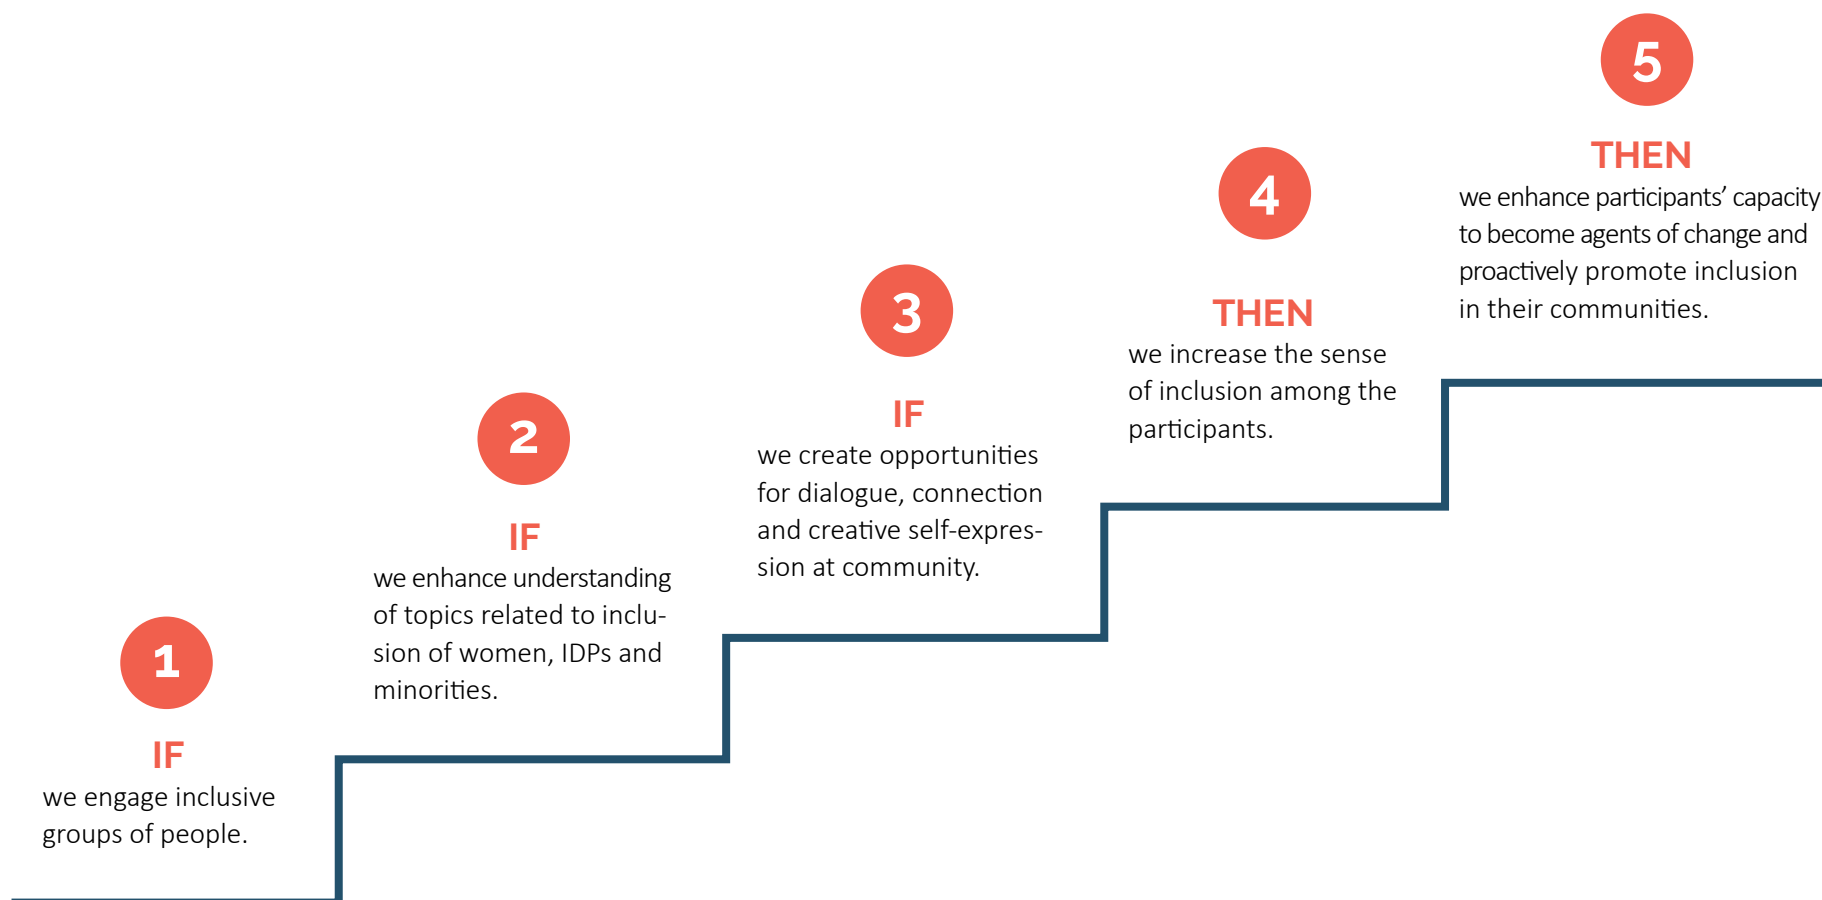 1
IF
we engage inclusive
groups of people.
2
IF
we enhance understanding
of topics related to inclu-
sion of women, IDPs and
minorities.
3
IF
we create opportunities
for dialogue, connection
and creative self-expres-
sion at community.
4
THEN
we increase the sense
of inclusion among the
participants.
5
THEN
we enhance participants’ capacity
to become agents of change and
proactively promote inclusion
in their communities.